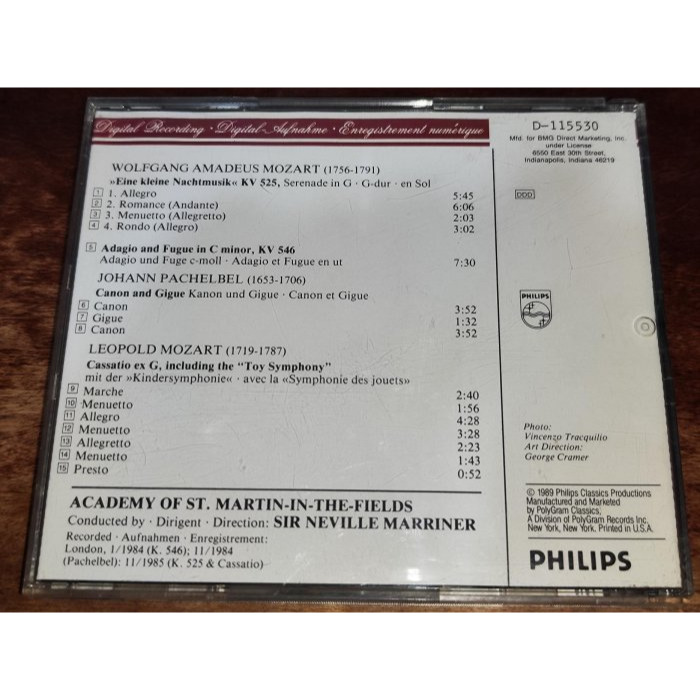 Digital Recording · Digital-Aufnahme · Enregistrement numérique
WOLFGANG AMADEUS MOZART (1756-1791)
»Eine kleine Nachtmusik« KV 525, Serenade in G · G-dur · en Sol
1 1. Allegro 5:45
2 2. Romance (Andante) 6:06
3 3. Menuetto (Allegretto) 2:03
4 4. Rondo (Allegro) 3:02
5 Adagio and Fugue in C minor, KV 546
Adagio und Fuge c-moll · Adagio et Fugue en ut 7:30
JOHANN PACHELBEL (1653-1706)
Canon and Gigue Kanon und Gigue · Canon et Gigue
6 Canon 3:52
7 Gigue 1:32
8 Canon 3:52
LEOPOLD MOZART (1719-1787)
Cassatio ex G, including the "Toy Symphony"
mit der »Kindersymphonie« · avec la «Symphonie des jouets»
9 Marche 2:40
10 Menuetto 1:56
11 Allegro 4:28
12 Menuetto 3:28
13 Allegretto 2:23
14 Menuetto 1:43
15 Presto 0:52
ACADEMY OF ST. MARTIN-IN-THE-FIELDS
Conducted by · Dirigent · Direction: SIR NEVILLE MARRINER
Recorded · Aufnahmen · Enregistrement:
London, 1/1984 (K. 546); 11/1984
(Pachelbel); 11/1985 (K. 525 & Cassatio)
D-115530
Mfd. for BMG Direct Marketing, Inc.
under License
6550 East 30th Street,
Indianapolis, Indiana 46219
DDD
PHILIPS
Photo:
Vincenzo Tracquilio
Art Direction:
George Cramer
© 1989 Philips Classics Productions
Manufactured and Marketed
by PolyGram Classics,
A Division of PolyGram Records Inc.
New York, New York. Printed in U.S.A.
PHILIPS